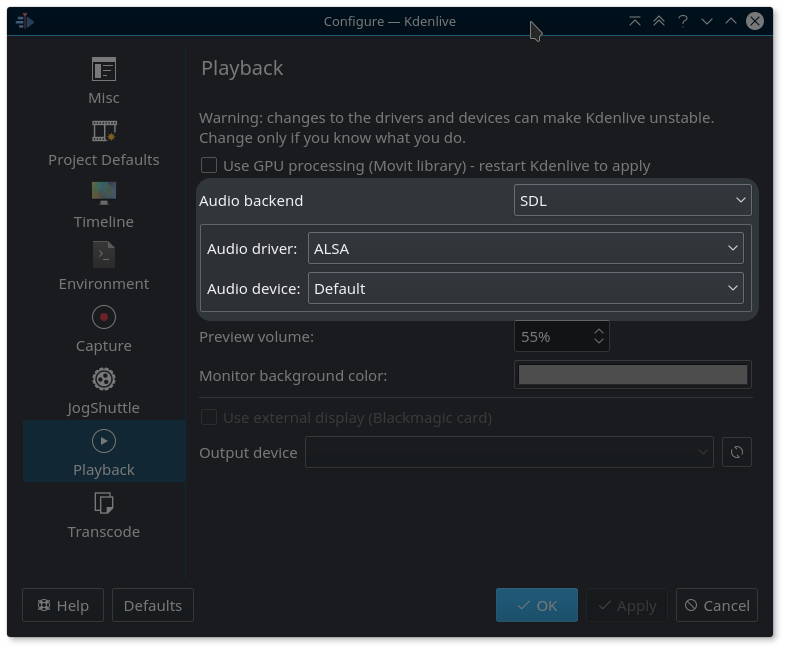 Configure — Kdenlive
Misc
Project Defaults
Timeline
Environment
Capture
JogShuttle
Playback
Transcode
Playback
Warning: changes to the drivers and devices can make Kdenlive unstable.
Change only if you know what you do.
Use GPU processing (Movit library) - restart Kdenlive to apply
Audio backend SDL
Audio driver: ALSA
Audio device: Default
Preview volume: 55%
Monitor background color:
Use external display (Blackmagic card)
Output device
Help Defaults OK Apply Cancel